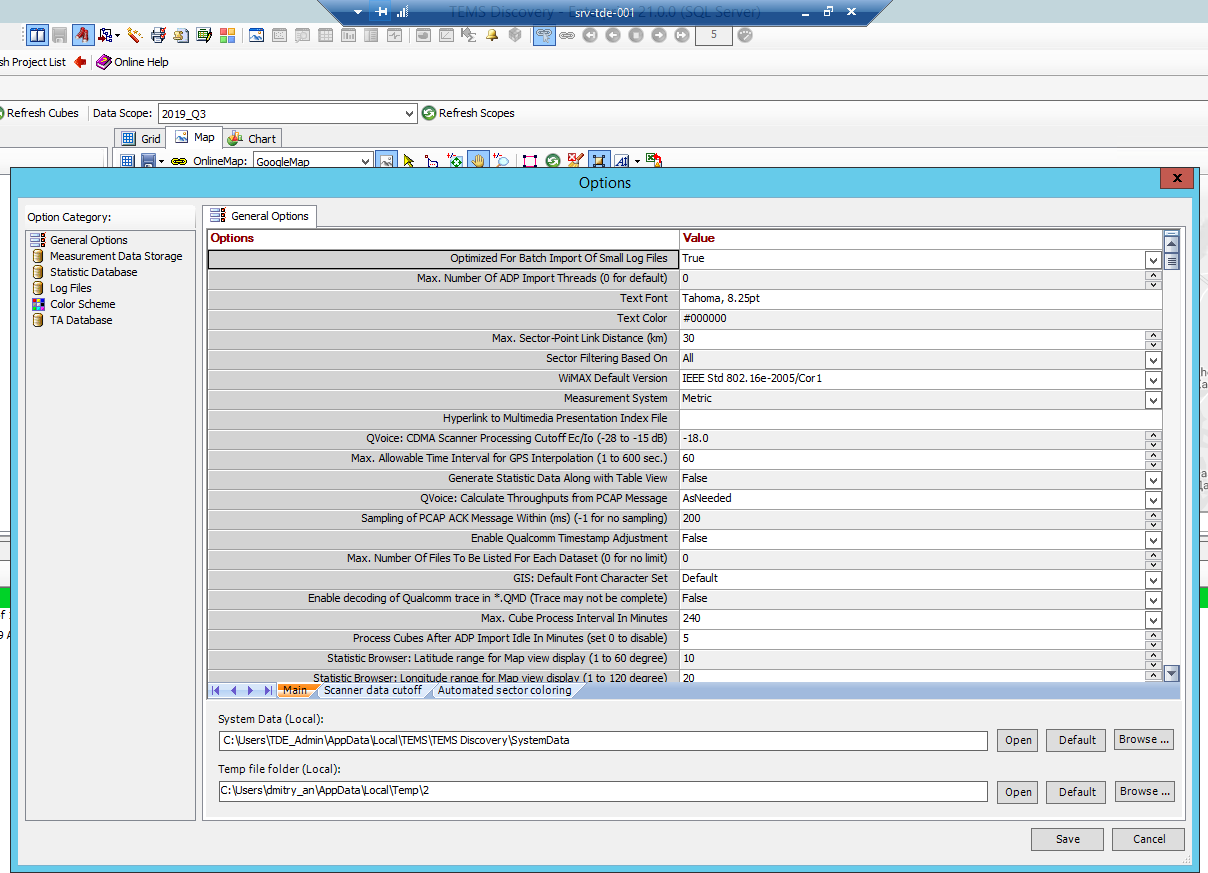 TEMS Discovery - E 21.0.0 (SQL Server)
srv-tde-001
5
sh Project List
Online Help
Refresh Cubes
Data Scope:
2019_Q3
Refresh Scopes
Grid
Map
Chart
OnlineMap:
GoogleMap
Options
X
Option Category:
General Options
Measurement Data Storage
Statistic Database
Log Files
Color Scheme
TA Database
General Options
Options Value
Optimized For Batch Import Of Small Log Files True
Max. Number Of ADP Import Threads (0 for default) 0
Text Font Tahoma, 8.25pt
Text Color #000000
Max. Sector-Point Link Distance (km) 30
Sector Filtering Based On All
WiMAX Default Version IEEE Std 802.16e-2005/Cor1
Measurement System Metric
Hyperlink to Multimedia Presentation Index File
QVoice: CDMA Scanner Processing Cutoff Ec/Io (-28 to -15 dB) -18.0
Max. Allowable Time Interval for GPS Interpolation (1 to 600 sec.) 60
Generate Statistic Data Along with Table View False
QVoice: Calculate Throughputs from PCAP Message AsNeeded
Sampling of PCAP ACK Message Within (ms) (-1 for no sampling) 200
Enable Qualcomm Timestamp Adjustment False
Max. Number Of Files To Be Listed For Each Dataset (0 for no limit) 0
GIS: Default Font Character Set Default
Enable decoding of Qualcomm trace in *.QMD (Trace may not be complete) False
Max. Cube Process Interval In Minutes 240
Process Cubes After ADP Import Idle In Minutes (set 0 to disable) 5
Statistic Browser: Latitude range for Map view display (1 to 60 degree) 10
Statistic Browser: Longitude range for Map view display (1 to 120 degree) 20
Main
Scanner data cutoff
Automated sector coloring
System Data (Local):
C:\Users\TDE_Admin\AppData\Local\TEMS\TEMS Discovery\SystemData
Open
Default
Browse ...
Temp file folder (Local):
C:\Users\dmitry_an\AppData\Local\Temp\2
Open
Default
Browse ...
Save
Cancel